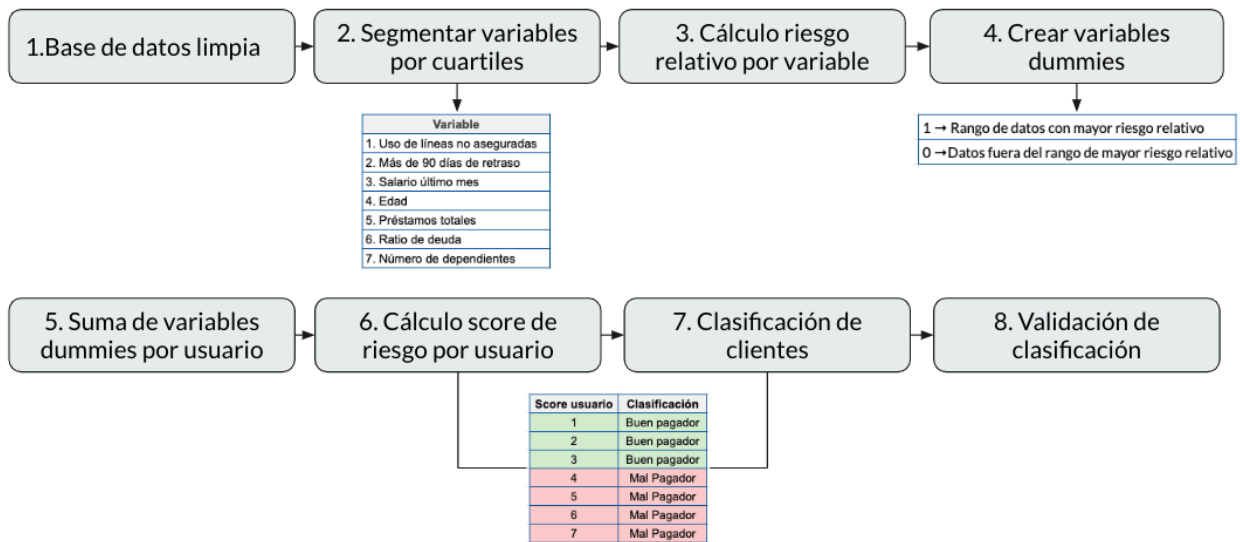 1.Base de datos limpia
2. Segmentar variables
por cuartiles
3. Cálculo riesgo
relativo por variable
4. Crear variables
dummies
Variable
1. Uso de líneas no aseguradas
2. Más de 90 días de retraso
3. Salario último mes
4. Edad
5. Préstamos totales
6. Ratio de deuda
7. Número de dependientes
1 → Rango de datos con mayor riesgo relativo
0 →Datos fuera del rango de mayor riesgo relativo
5. Suma de variables
dummies por usuario
6. Cálculo score de
riesgo por usuario
7. Clasificación de
clientes
8. Validación de
clasificación
Score usuario Clasificación
1 Buen pagador
2 Buen pagador
3 Buen pagador
4 Mal Pagador
5 Mal Pagador
6 Mal Pagador
7 Mal Pagador